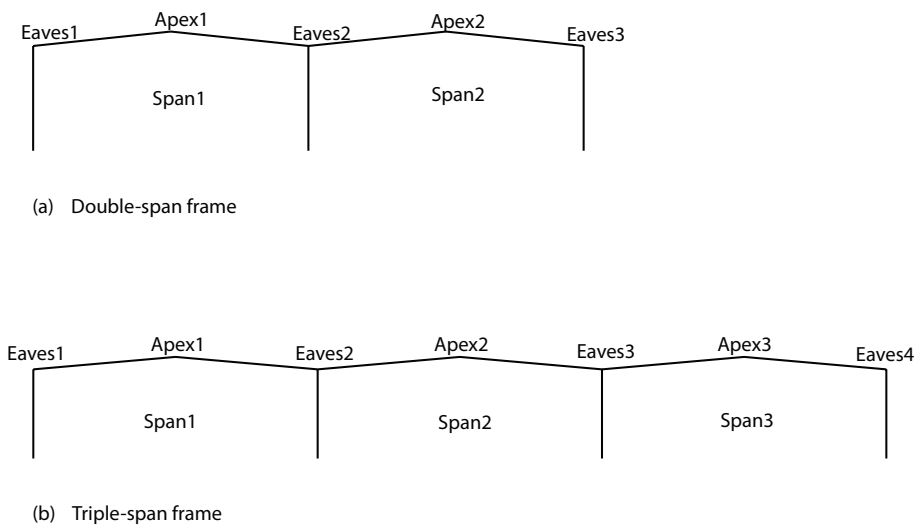 Apex1 Apex2
Eaves1 Eaves2 Eaves3
Span1 Span2
(a) Double-span frame
Apex1 Apex2 Apex3
Eaves1 Eaves2 Eaves3 Eaves4
Span1 Span2 Span3
(b) Triple-span frame